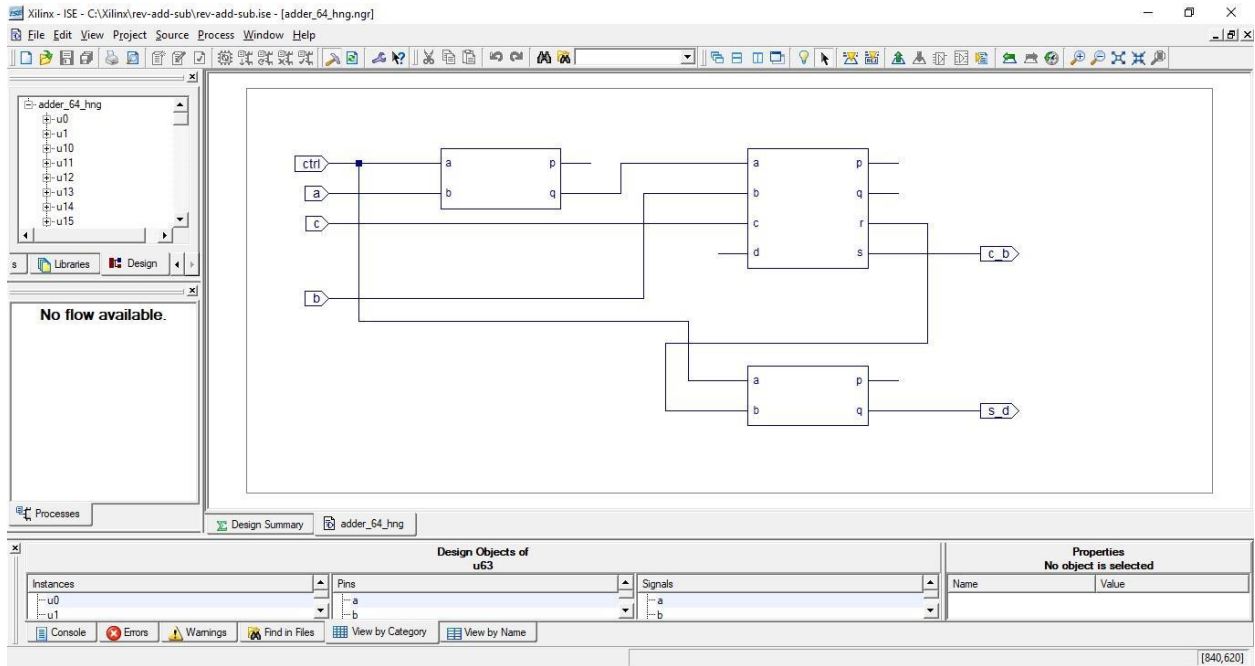 Xilinx - ISE - C:\Xilinx\rev-add-sub\rev-add-sub.ise - [adder_64_hng.ngr]
File Edit View Project Source Process Window Help
adder_64_hng
u0
u1
u10
u11
u12
u13
u14
u15
s Libraries Design
No flow available.
Processes
ctrl a p a p
a b q b q
c c r
d s c_b
b
a p
b q s_d
Design Summary adder_64_hng
Design Objects of
u63
Properties
No object is selected
Instances Pins Signals Name Value
u0 a a
u1 b b
Console Errors Warnings Find in Files View by Category View by Name
[840,620]